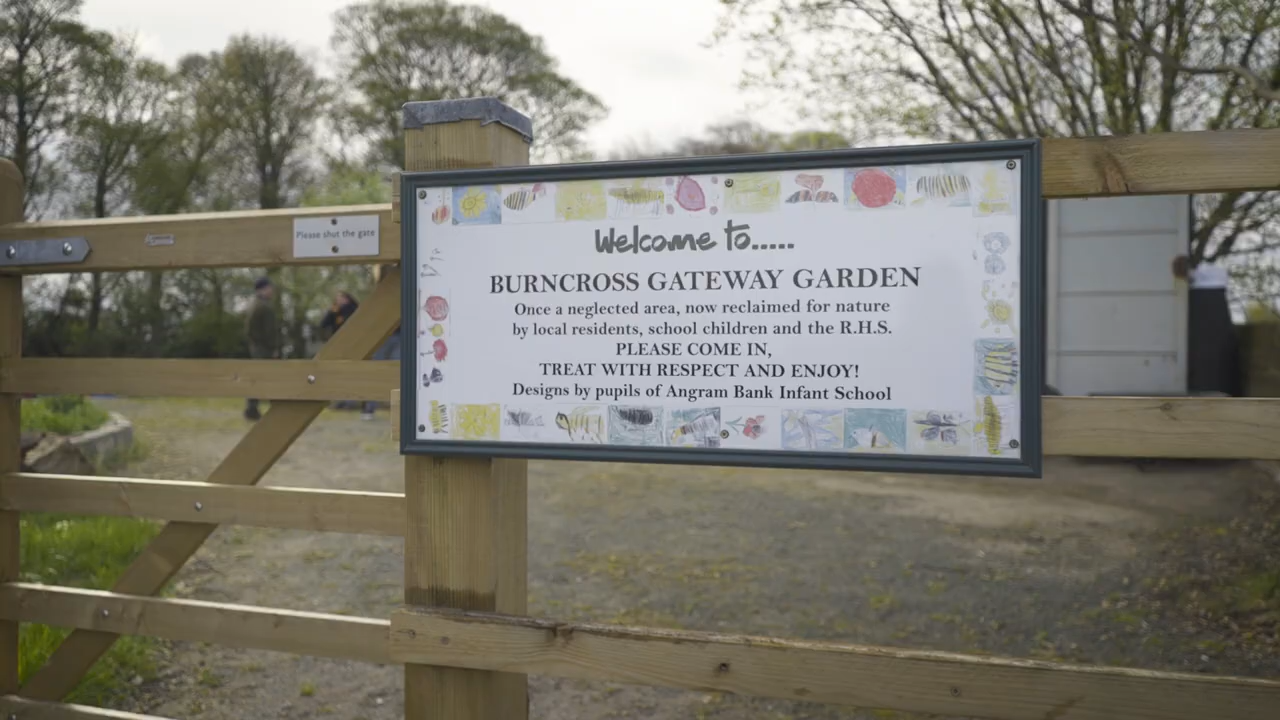 Please shut the gate
Welcome to.....
BURNCROSS GATEWAY GARDEN
Once a neglected area, now reclaimed for nature
by local residents, school children and the R.H.S.
PLEASE COME IN,
TREAT WITH RESPECT AND ENJOY!
Designs by pupils of Angram Bank Infant School